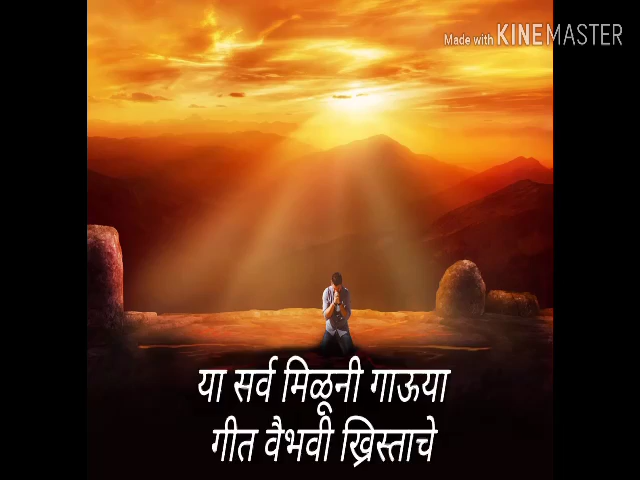 Made with KINEMASTER
या सर्व मिळूनी गाऊया
गीत वैभवी ख्रिस्ताचे